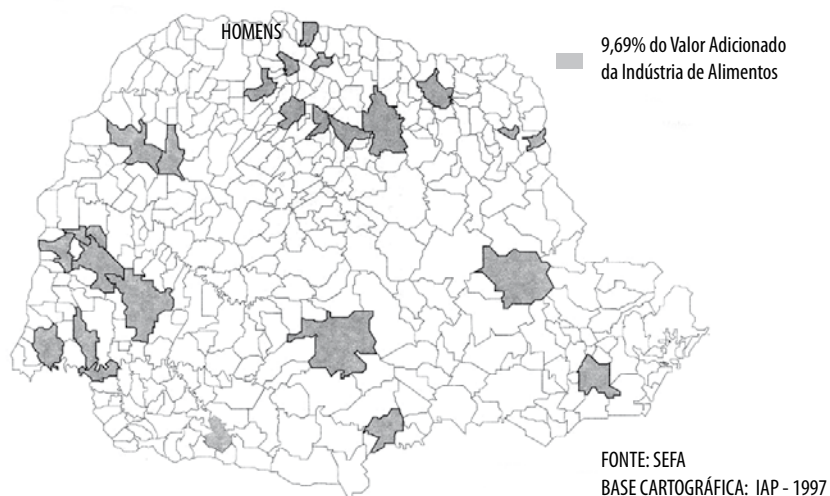 HOMENS
9,69% do Valor Adicionado
da Indústria de Alimentos
FONTE: SEFA
BASE CARTOGRÁFICA: IAP - 1997